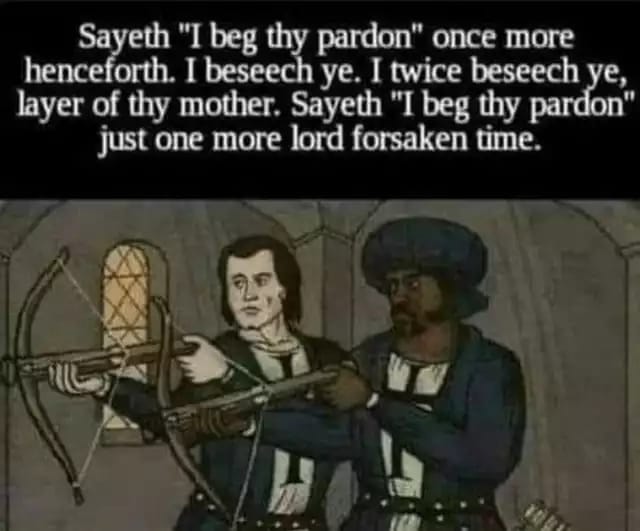 Sayeth "I beg thy pardon" once more
henceforth. I beseech ye. I twice beseech ye,
layer of thy mother. Sayeth "I beg thy pardon"
just one more lord forsaken time.